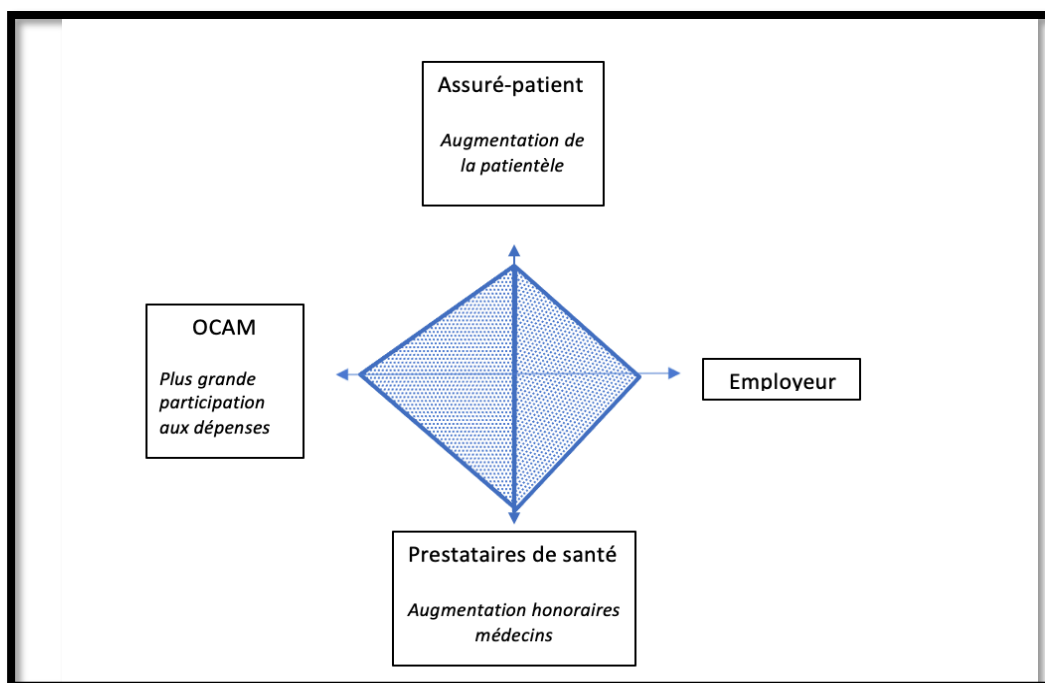 Assuré-patient
Augmentation de
la patientèle
OCAM
Plus grande
participation
aux dépenses
Employeur
Prestataires de santé
Augmentation honoraires
médecins